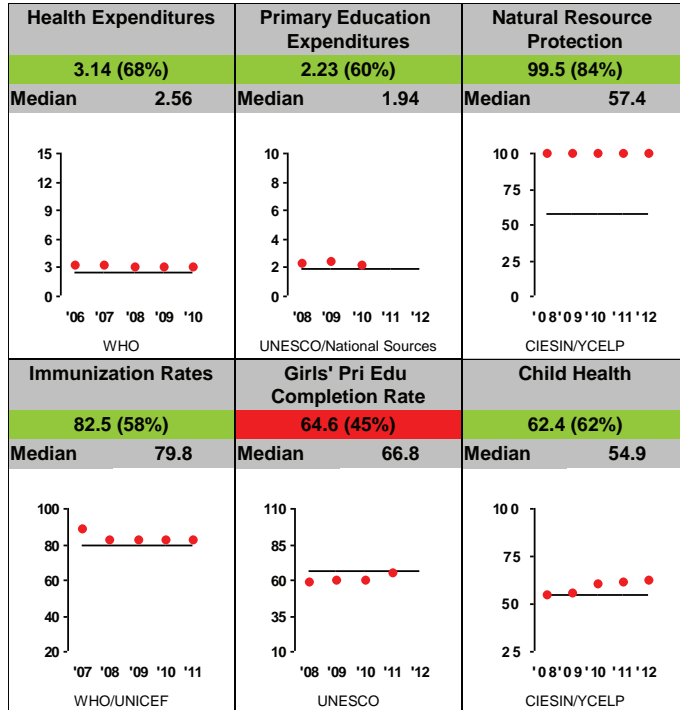 Health Expenditures
3.14 (68%)
Median 2.56
15
12
9
6
3
0
'06 '07 '08 '09 '10
WHO
Primary Education
Expenditures
2.23 (60%)
Median 1.94
10
8
6
4
2
0
'08 '09 '10 '11 '12
UNESCO/National Sources
Natural Resource
Protection
99.5 (84%)
Median 57.4
100
75
50
25
0
'08 '09 '10 '11 '12
CIESIN/YCELP
Immunization Rates
82.5 (58%)
Median 79.8
100
80
60
40
20
'07 '08 '09 '10 '11
WHO/UNICEF
Girls' Pri Edu
Completion Rate
64.6 (45%)
Median 66.8
110
85
60
35
10
'08 '09 '10 '11 '12
UNESCO
Child Health
62.4 (62%)
Median 54.9
100
75
50
25
'08 '09 '10 '11 '12
CIESIN/YCELP